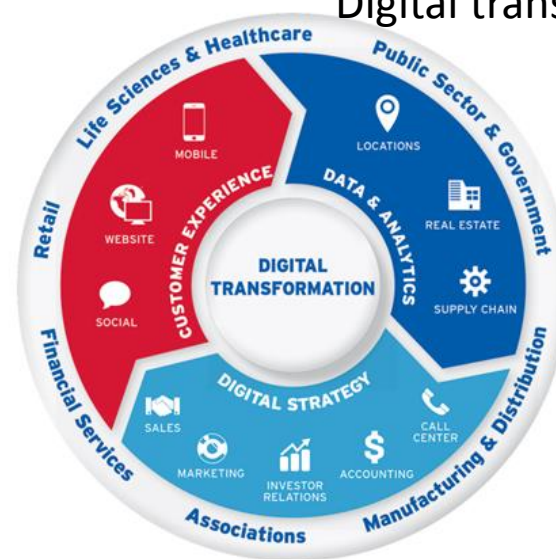 Digital trans
Life Sciences & Healthcare
Public Sector & Government
Retail
Financial Services
Associations
Manufacturing & Distribution
CUSTOMER EXPERIENCE
MOBILE
WEBSITE
SOCIAL
DATA & ANALYTICS
LOCATIONS
REAL ESTATE
SUPPLY CHAIN
DIGITAL
TRANSFORMATION
DIGITAL STRATEGY
SALES
MARKETING
INVESTOR
RELATIONS
$
ACCOUNTING
CALL
CENTER